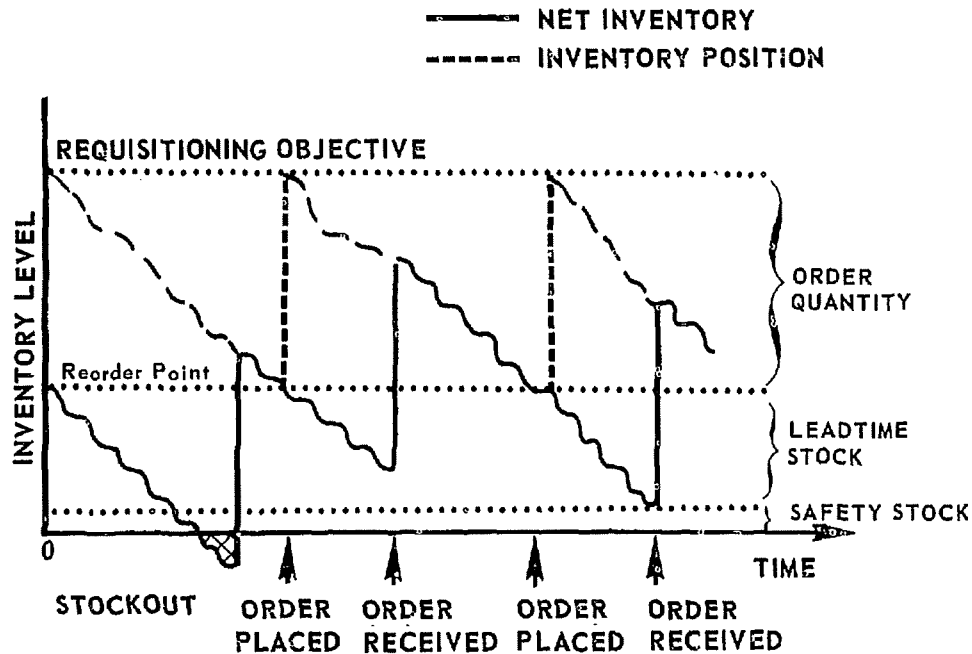 NET INVENTORY
INVENTORY POSITION
REQUISITIONING OBJECTIVE
INVENTORY LEVEL
ORDER
QUANTITY
Reorder Point
LEADTIME
STOCK
SAFETY STOCK
0
TIME
STOCKOUT
ORDER
PLACED
ORDER
RECEIVED
ORDER
PLACED
ORDER
RECEIVED